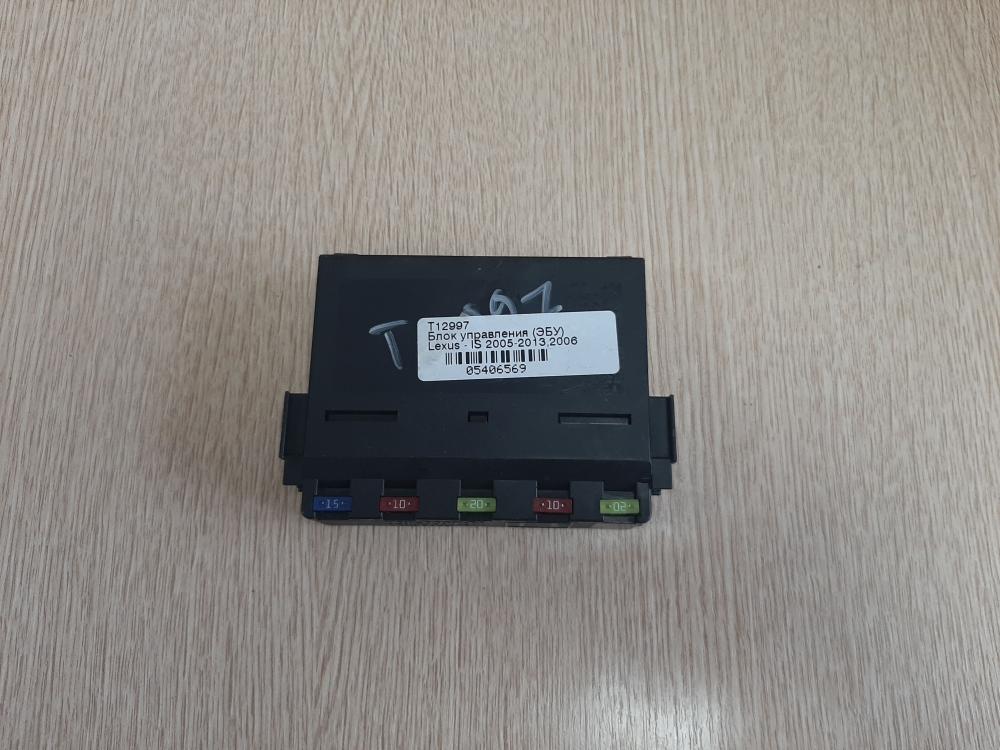 T
T12997
Блок управления (ЭБУ)
Lexus - IS 2005-2013,2006
05406569
15 10 20 10 20